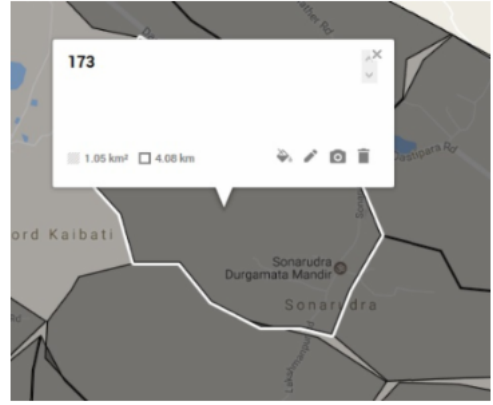 173
1.05 km² 4.08 km
ord Kaibati
Sonarudra
Durgamata Mandir
Sonarudra